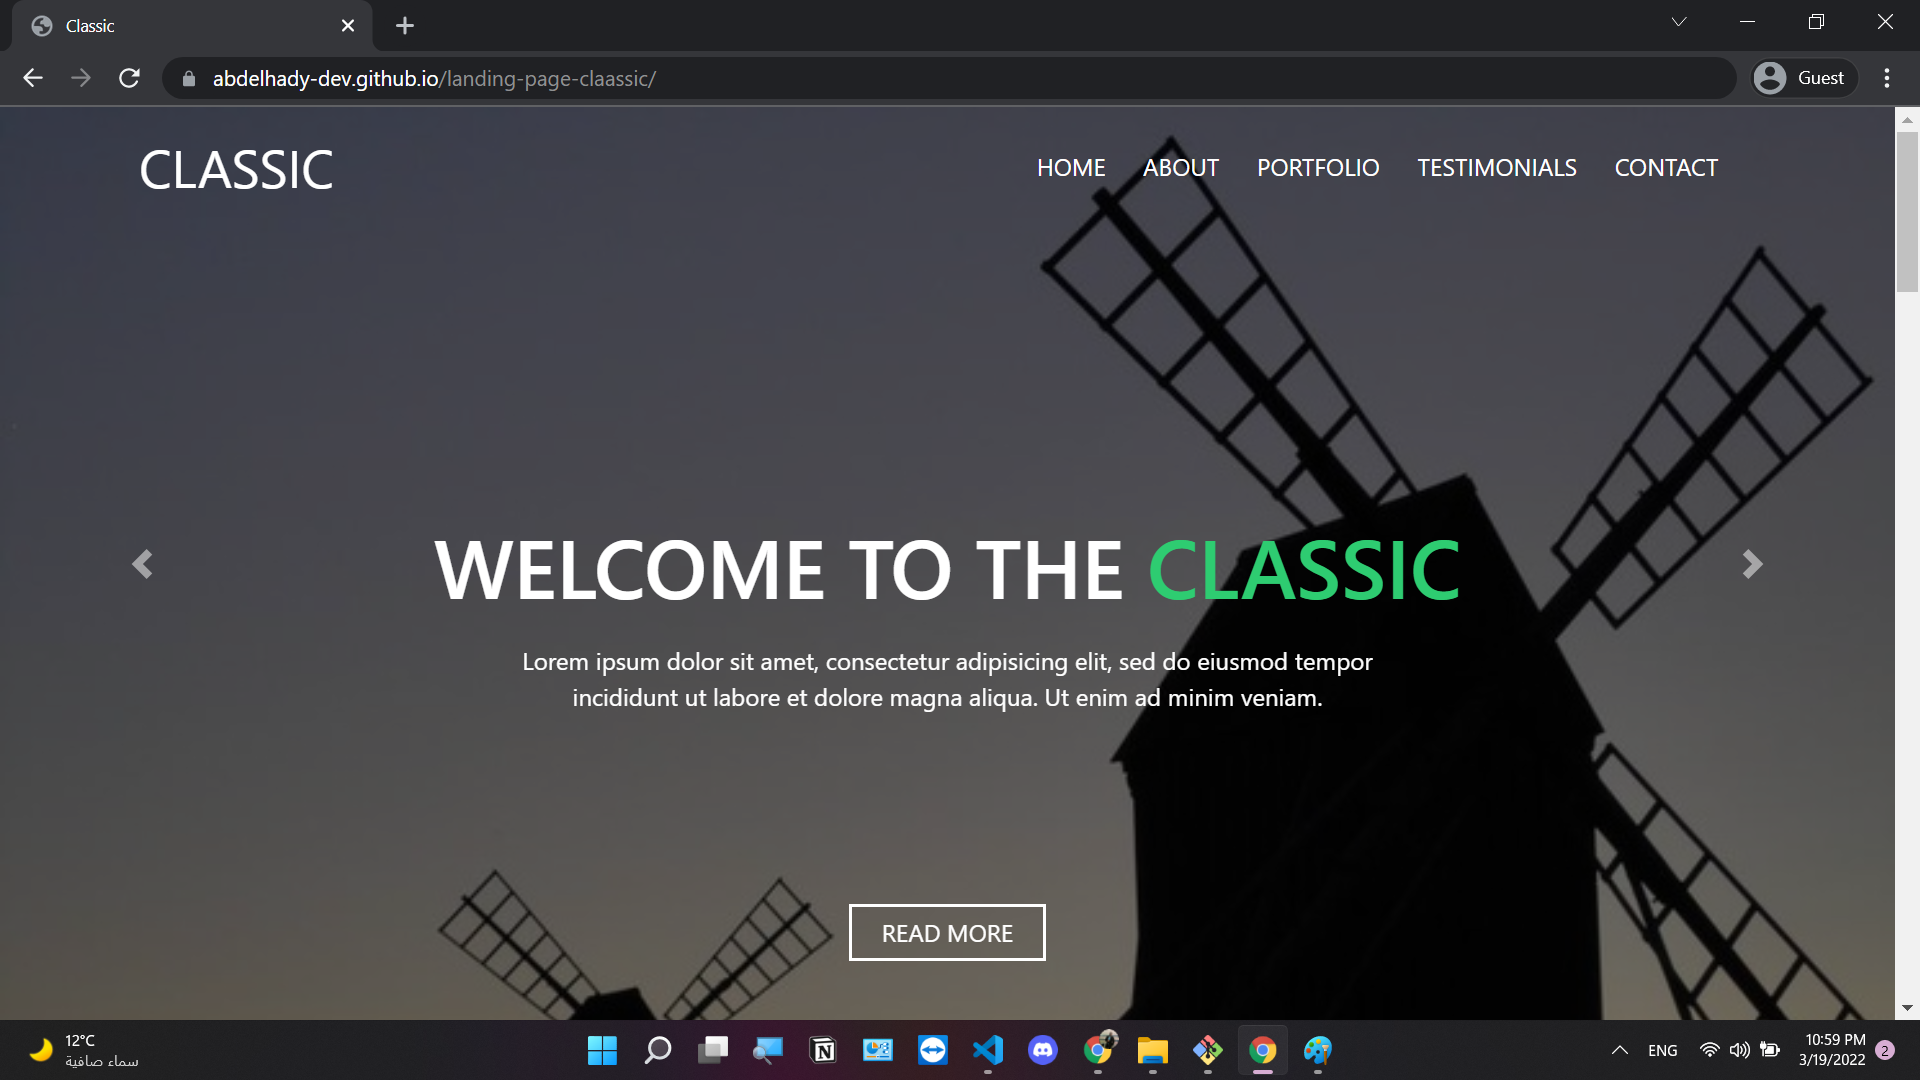 Classic
abdelhady-dev.github.io/landing-page-claassic/
Guest
CLASSIC
HOME ABOUT PORTFOLIO TESTIMONIALS CONTACT
WELCOME TO THE CLASSIC
Lorem ipsum dolor sit amet, consectetur adipisicing elit, sed do eiusmod tempor
incididunt ut labore et dolore magna aliqua. Ut enim ad minim veniam.
READ MORE
12°C
سماء صافية
ENG
10:59 PM
3/19/2022
2